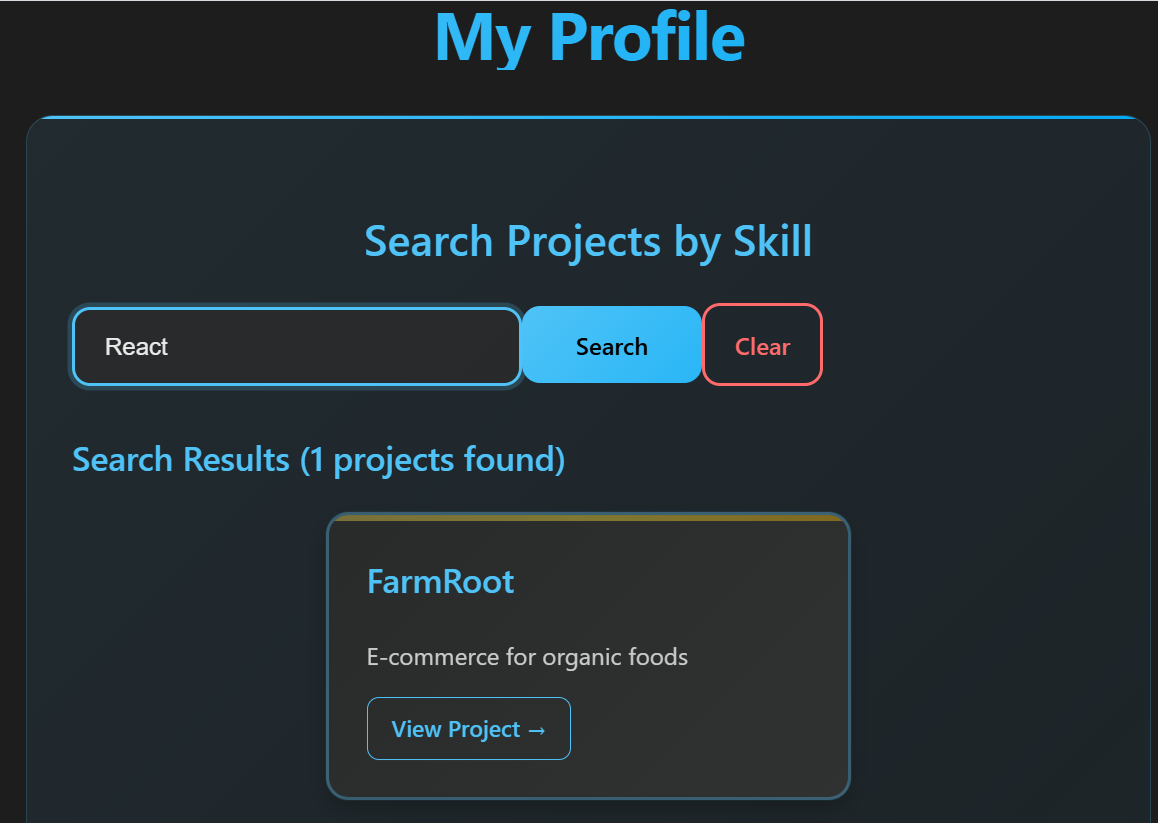 My Profile
Search Projects by Skill
React Search Clear
Search Results (1 projects found)
FarmRoot
E-commerce for organic foods
View Project →